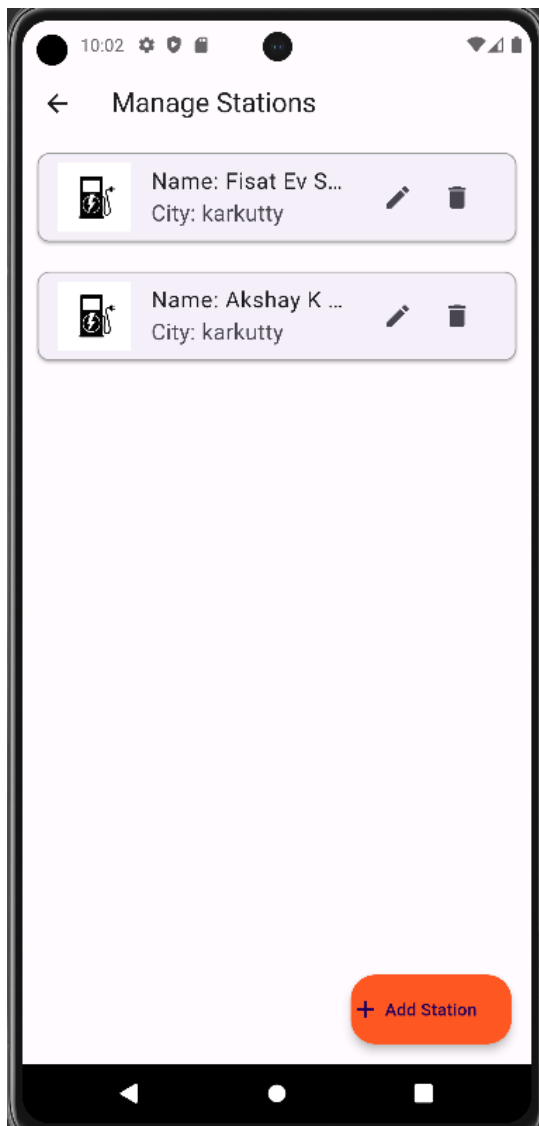 10:02
Manage Stations
Name: Fisat Ev S...
City: karkutty
Name: Akshay K ...
City: karkutty
+ Add Station